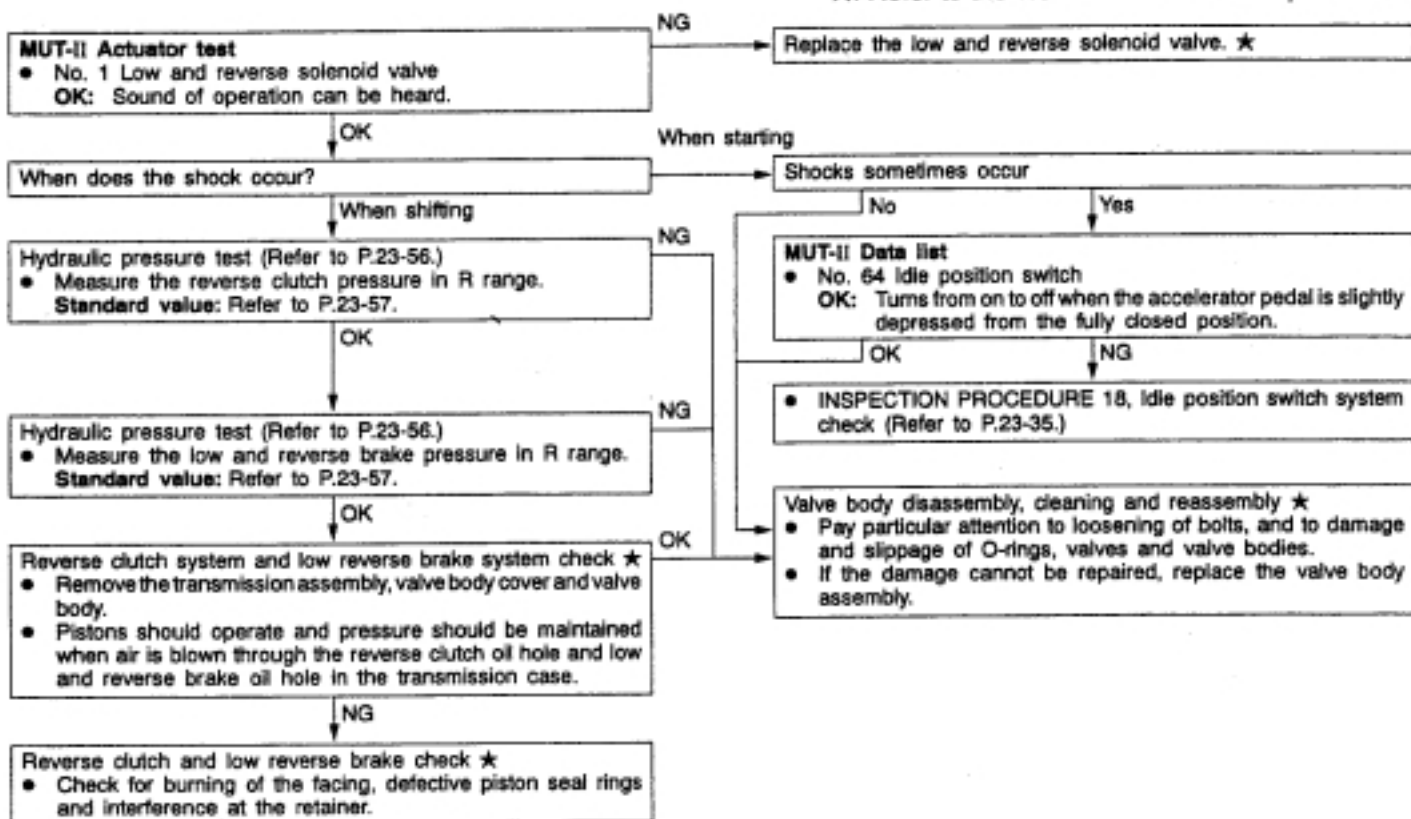 NG
MUT-II Actuator test
● No. 1 Low and reverse solenoid valve
OK: Sound of operation can be heard.
Replace the low and reverse solenoid valve. ★
OK
When starting
When does the shock occur?
Shocks sometimes occur
When shifting
No
Yes
NG
Hydraulic pressure test (Refer to P.23-56.)
● Measure the reverse clutch pressure in R range.
Standard value: Refer to P.23-57.
MUT-II Data list
● No. 64 Idle position switch
OK: Turns from on to off when the accelerator pedal is slightly
depressed from the fully closed position.
OK
OK
NG
● INSPECTION PROCEDURE 18, Idle position switch system
check (Refer to P.23-35.)
NG
Hydraulic pressure test (Refer to P.23-56.)
● Measure the low and reverse brake pressure in R range.
Standard value: Refer to P.23-57.
OK
Valve body disassembly, cleaning and reassembly ★
● Pay particular attention to loosening of bolts, and to damage
and slippage of O-rings, valves and valve bodies.
● If the damage cannot be repaired, replace the valve body
assembly.
OK
Reverse clutch system and low reverse brake system check ★
● Remove the transmission assembly, valve body cover and valve
body.
● Pistons should operate and pressure should be maintained
when air is blown through the reverse clutch oil hole and low
and reverse brake oil hole in the transmission case.
NG
Reverse clutch and low reverse brake check ★
● Check for burning of the facing, defective piston seal rings
and interference at the retainer.